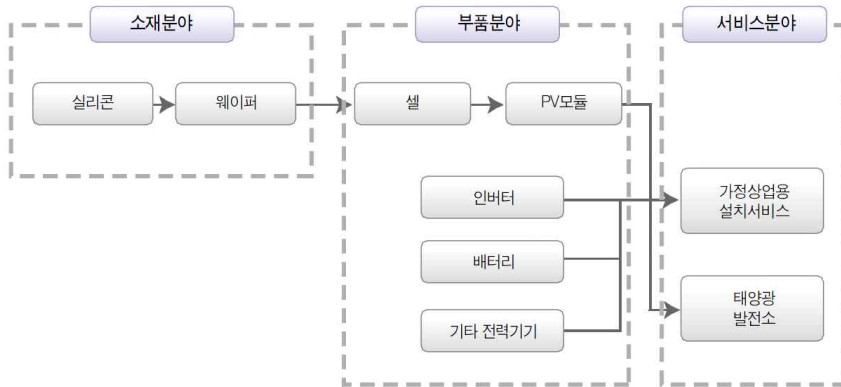 소재분야
부품분야
서비스분야
실리콘
웨이퍼
셀
PV모듈
인버터
배터리
기타 전력기기
가정상업용
설치서비스
태양광
발전소